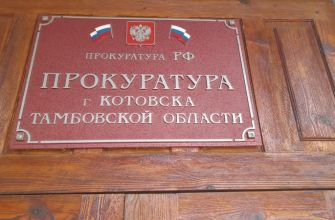 ПРОКУРАТУРА РФ
ПРОКУРАТУРА
Г. КОТОВСКА
ТАМБОВСКОЙ ОБЛАСТИ